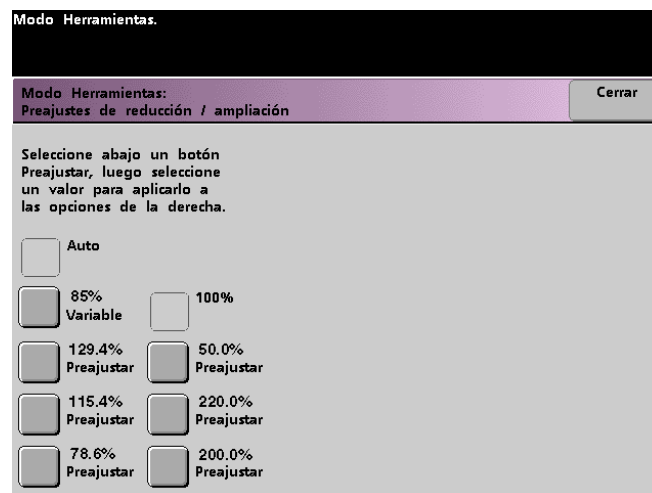 Modo Herramientas.
Modo Herramientas:
Preajustes de reducción / ampliación
Cerrar
Seleccione abajo un botón
Preajustar, luego seleccione
un valor para aplicarlo a
las opciones de la derecha.
Auto
85%
Variable
100%
129.4%
Preajustar
50.0%
Preajustar
115.4%
Preajustar
220.0%
Preajustar
78.6%
Preajustar
200.0%
Preajustar